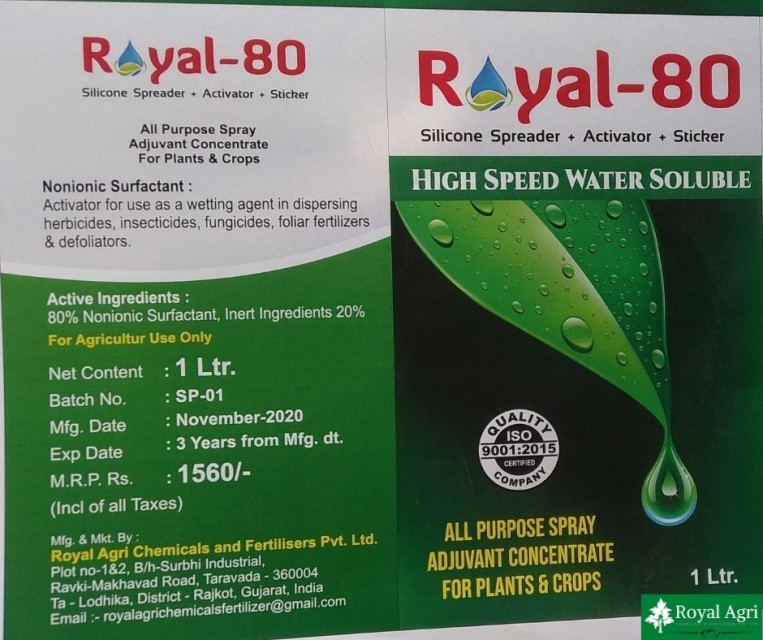 Royal-80
Silicone Spreader + Activator + Sticker
All Purpose Spray
Adjuvant Concentrate
For Plants & Crops
Nonionic Surfactant :
Activator for use as a wetting agent in dispersing
herbicides, insecticides, fungicides, foliar fertilizers
& defoliators.
Active Ingredients :
80% Nonionic Surfactant, Inert Ingredients 20%
For Agricultur Use Only
Net Content : 1 Ltr.
Batch No. : SP-01
Mfg. Date : November-2020
Exp Date : 3 Years from Mfg. dt.
M.R.P. Rs. : 1560/-
(Incl of all Taxes)
Mfg. & Mkt. By :
Royal Agri Chemicals and Fertilisers Pvt. Ltd.
Plot no-1&2, B/h-Surbhi Industrial,
Ravki-Makhavad Road, Taravada - 360004
Ta - Lodhika, District - Rajkot, Gujarat, India
Email :- royalagrichemicalsfertilizer@gmail.com
Royal-80
Silicone Spreader + Activator + Sticker
HIGH SPEED WATER SOLUBLE
QUALITY
ISO
9001:2015
CERTIFIED
COMPANY
ALL PURPOSE SPRAY
ADJUVANT CONCENTRATE
FOR PLANTS & CROPS
1 Ltr.
Royal Agri